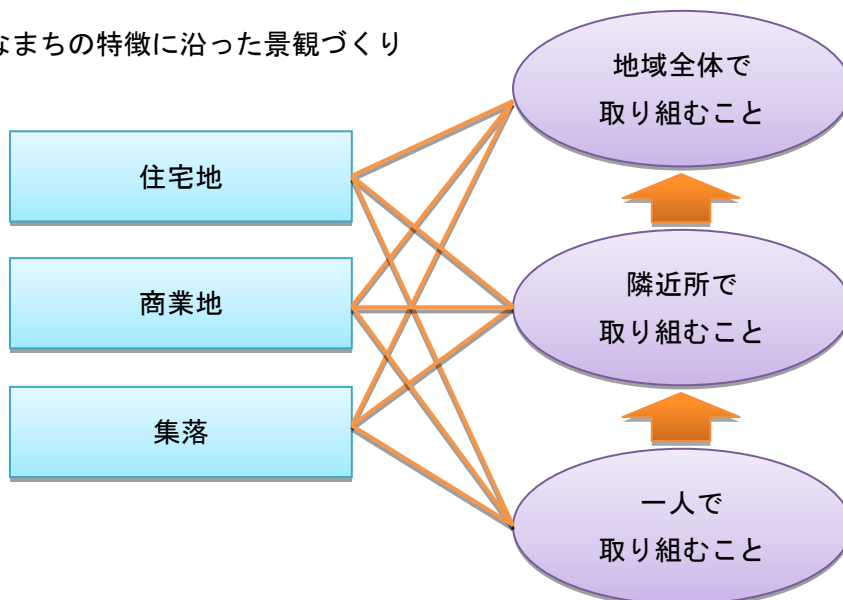 なまちの特徴に沿った景観づくり
地域全体で
取り組むこと
住宅地
隣近所で
取り組むこと
商業地
集落
一人で
取り組むこと